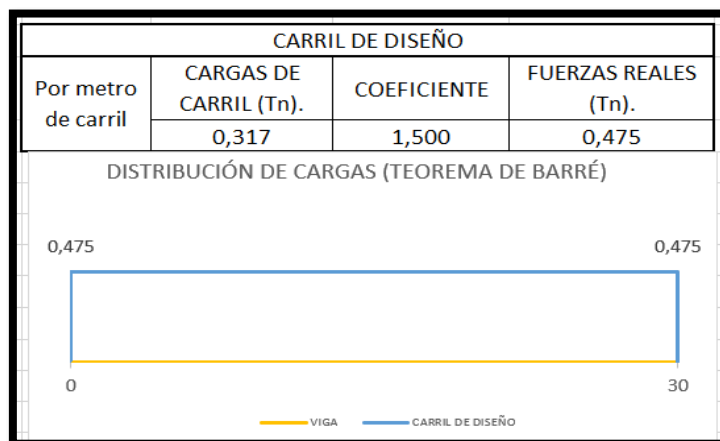 CARRIL DE DISEÑO
Por metro de carril
CARGAS DE CARRIL (Tn).
COEFICIENTE
FUERZAS REALES (Tn).
0,317
1,500
0,475
DISTRIBUCIÓN DE CARGAS (TEOREMA DE BARRÉ)
0,475
0,475
0
30
VIGA
CARRIL DE DISEÑO